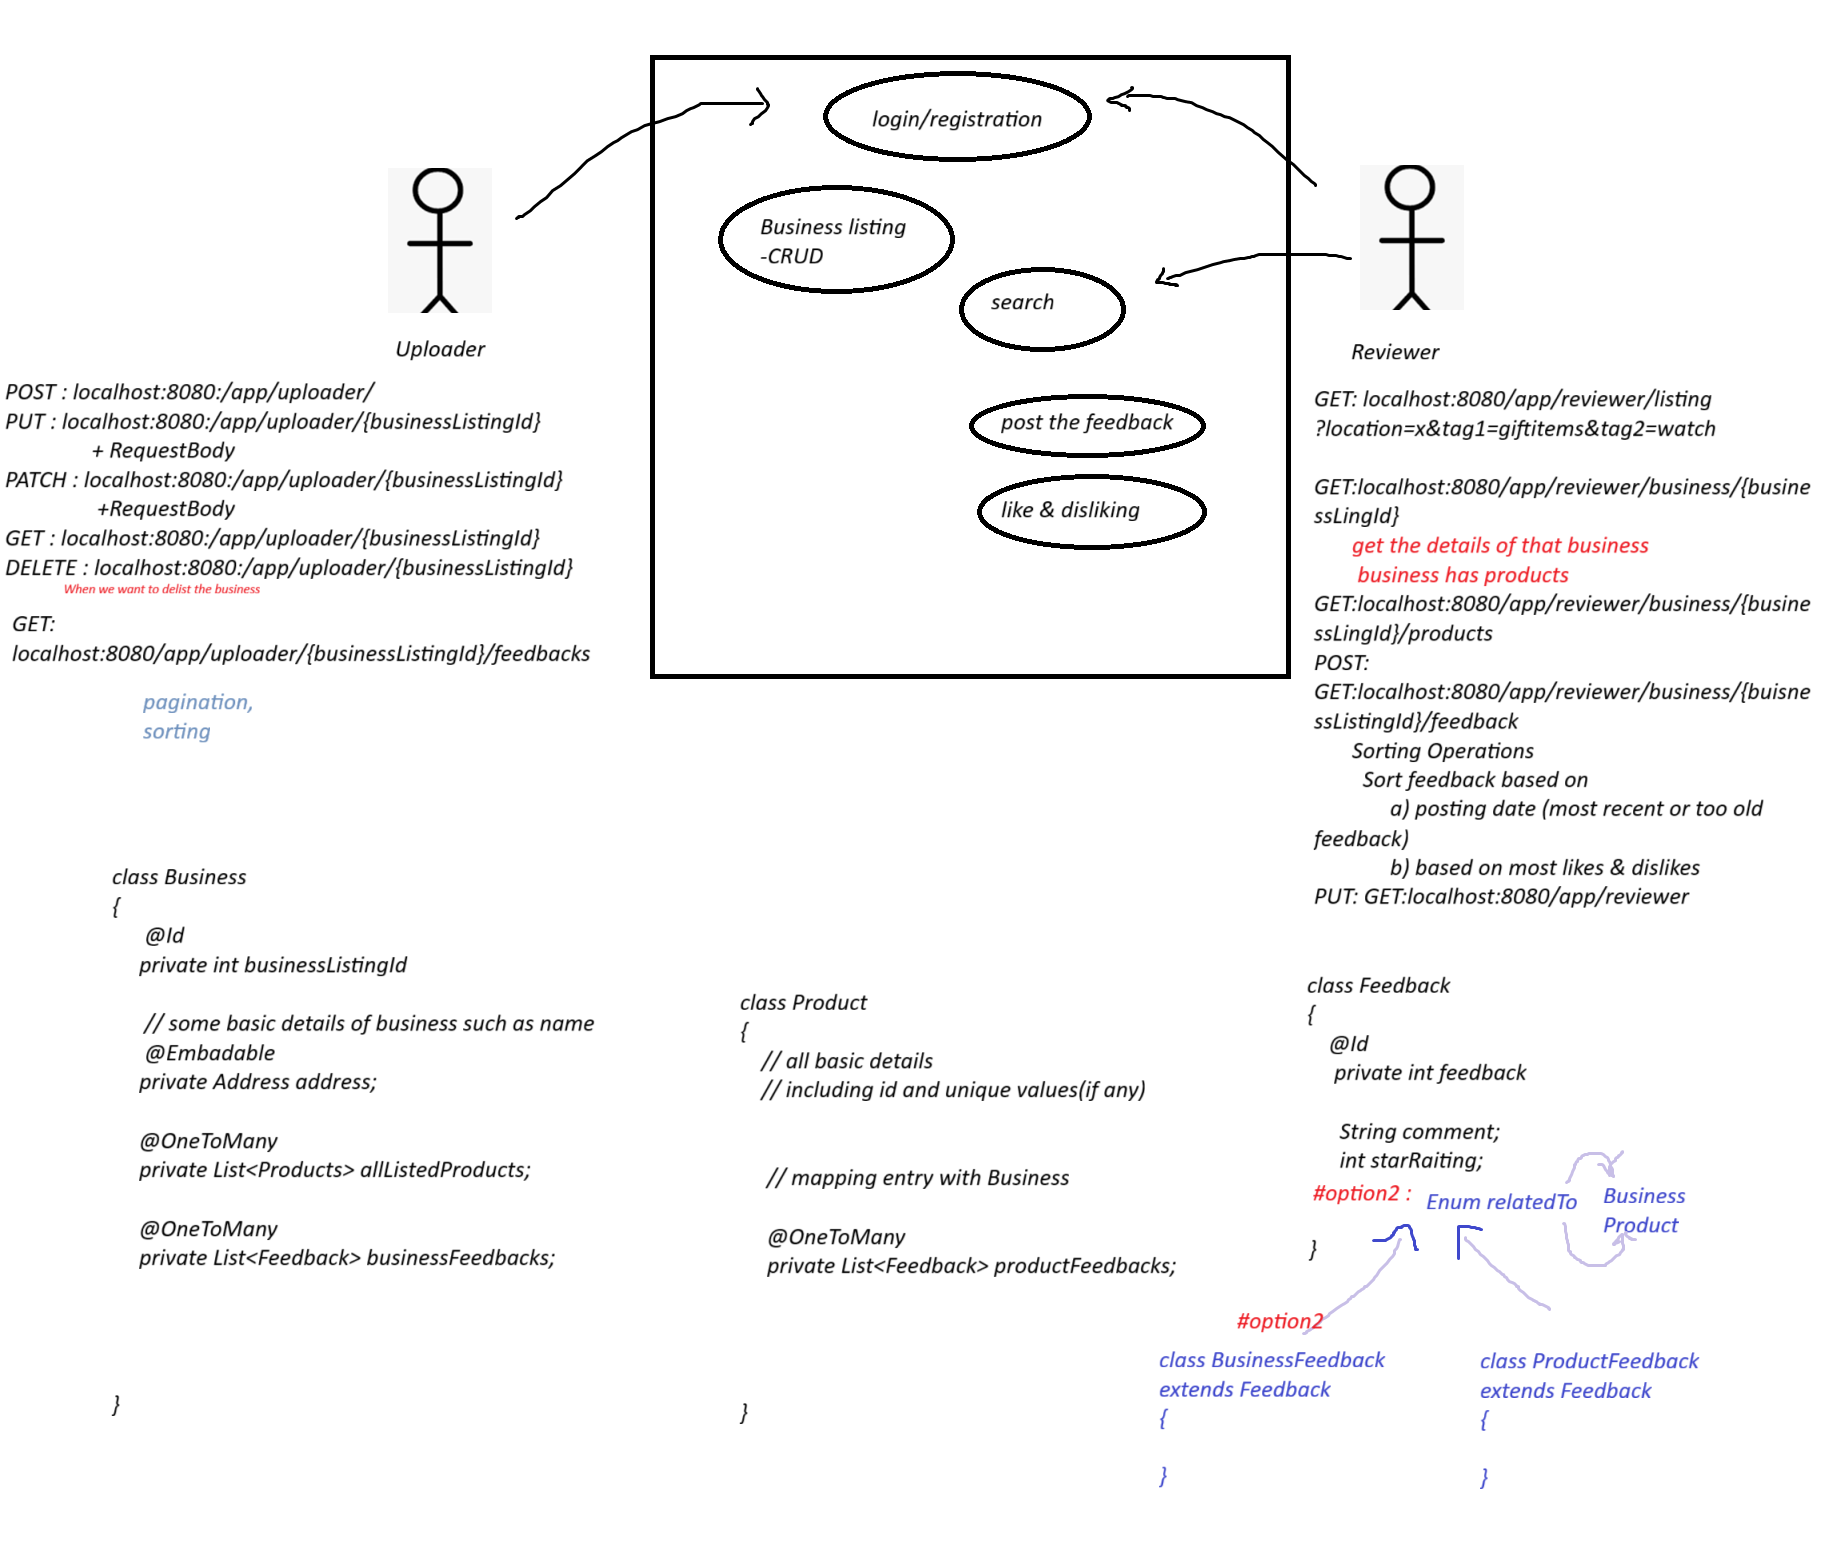 login/registration
Business listing
-CRUD
search
post the feedback
like & disliking
Uploader
POST : localhost:8080:/app/uploader/
PUT : localhost:8080:/app/uploader/{businessListingId}
+ RequestBody
PATCH : localhost:8080:/app/uploader/{businessListingId}
+RequestBody
GET : localhost:8080:/app/uploader/{businessListingId}
DELETE : localhost:8080:/app/uploader/{businessListingId}
When we want to delist the business
GET:
localhost:8080/app/uploader/{businessListingId}/feedbacks
pagination,
sorting
Reviewer
GET: localhost:8080/app/reviewer/listing
?location=x&tag1=giftitems&tag2=watch
GET:localhost:8080/app/reviewer/business/{busine
ssLingId}
get the details of that business
business has products
GET:localhost:8080/app/reviewer/business/{busine
ssLingId}/products
POST:
GET:localhost:8080/app/reviewer/business/{buisne
ssListingId}/feedback
Sorting Operations
Sort feedback based on
a) posting date (most recent or too old
feedback)
b) based on most likes & dislikes
PUT: GET:localhost:8080/app/reviewer
class Business
{
@Id
private int businessListingId
// some basic details of business such as name
@Embadable
private Address address;
@OneToMany
private List<Products> allListedProducts;
@OneToMany
private List<Feedback> businessFeedbacks;
}
class Product
{
// all basic details
// including id and unique values(if any)
// mapping entry with Business
@OneToMany
private List<Feedback> productFeedbacks;
}
class Feedback
{
@Id
private int feedback
String comment;
int starRaiting;
#option2 : Enum relatedTo
Business
Product
}
#option2
class BusinessFeedback
extends Feedback
{
}
class ProductFeedback
extends Feedback
{
}